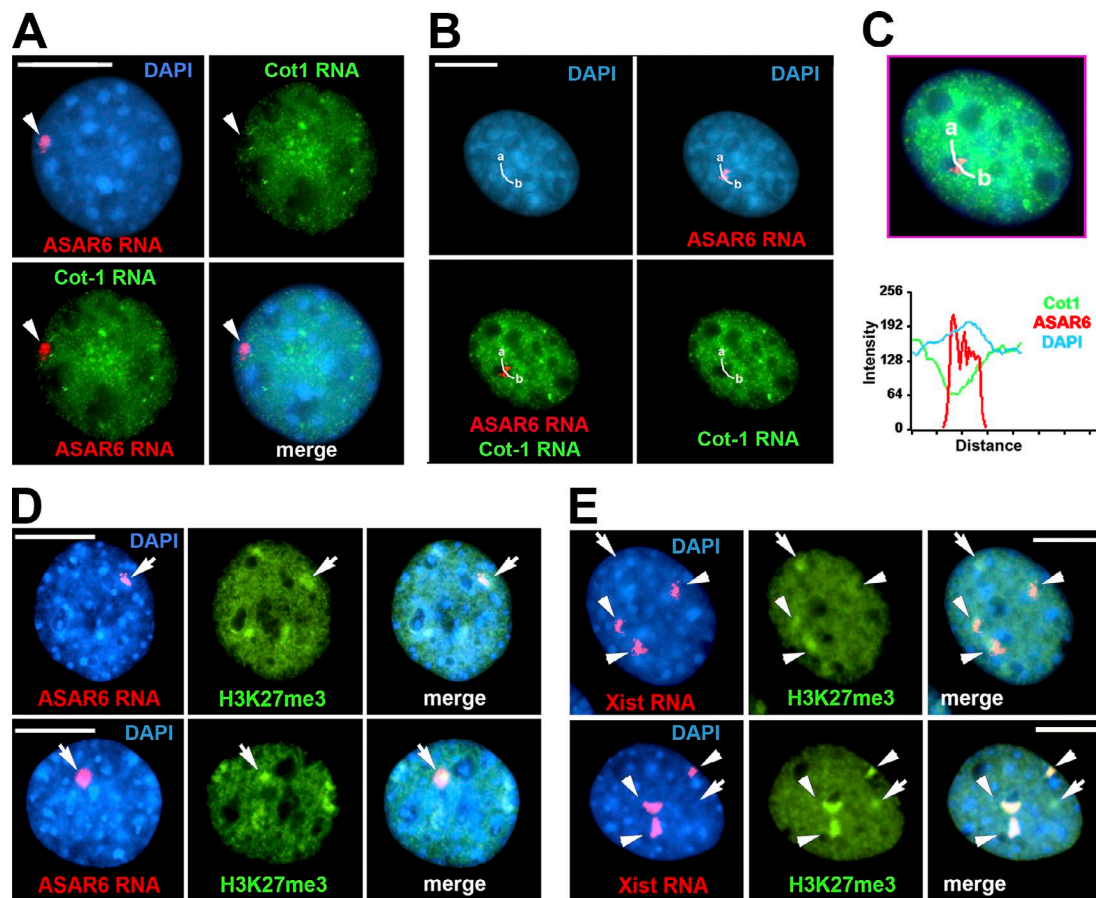 A
DAPI
ASAR6 RNA
Cot1 RNA
Cot-1 RNA
ASAR6 RNA
merge
B
DAPI
a
b
DAPI
a
b
ASAR6 RNA
a
b
ASAR6 RNA
Cot-1 RNA
a
b
Cot-1 RNA
C
a
b
256
192
128
64
0
Intensity
Cot1
ASAR6
DAPI
Distance
D
DAPI
ASAR6 RNA
H3K27me3
merge
DAPI
ASAR6 RNA
H3K27me3
merge
E
DAPI
Xist RNA
H3K27me3
merge
DAPI
Xist RNA
H3K27me3
merge